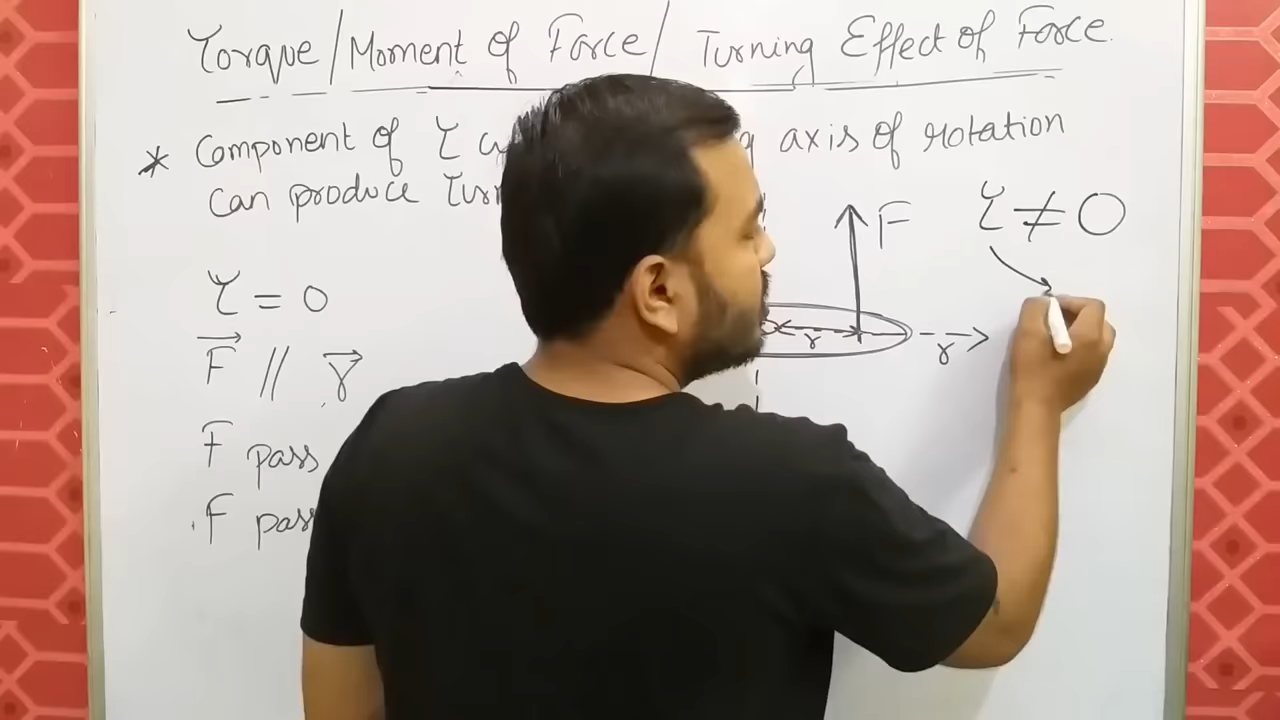 Torque/Moment of Force/ Turning Effect of Force.
* Component of τ axis of rotation
Can produce
τ = 0
F // r
F pass
F pass
F
τ ≠ 0
r
r